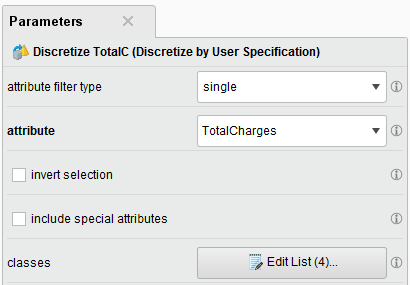 Parameters
Discretize TotalC (Discretize by User Specification)
attribute filter type single
attribute TotalCharges
invert selection
include special attributes
classes Edit List (4)...